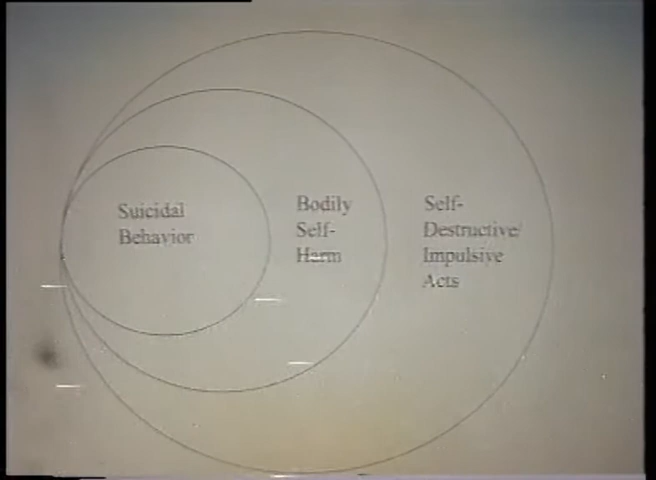 Suicidal
Behavior
Bodily
Self-
Harm
Self-
Destructive/
Impulsive
Acts